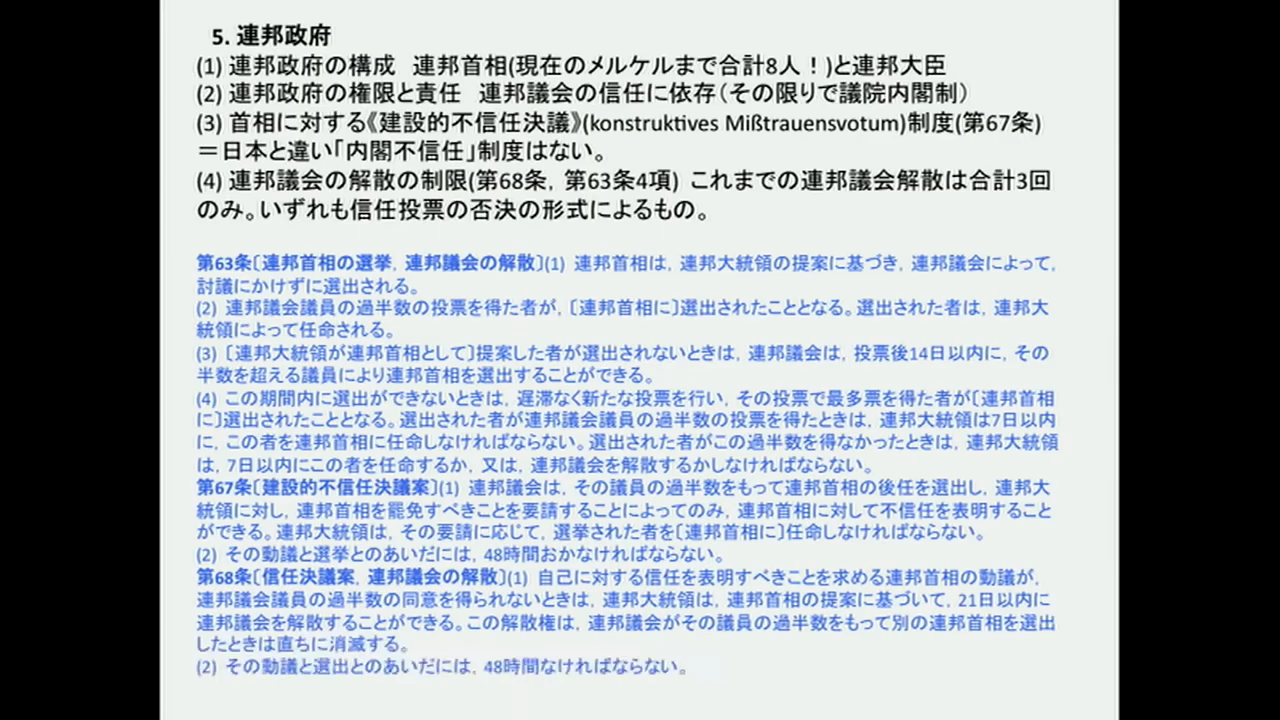 5. 連邦政府
(1) 連邦政府の構成　連邦首相(現在のメルケルまで合計8人！)と連邦大臣
(2) 連邦政府の権限と責任　連邦議会の信任に依存（その限りで議院内閣制）
(3) 首相に対する《建設的不信任決議》(konstruktives Mißtrauensvotum)制度(第67条)
＝日本と違い「内閣不信任」制度はない。
(4) 連邦議会の解散の制限(第68条，第63条4項) これまでの連邦議会解散は合計3回
のみ。いずれも信任投票の否決の形式によるもの。
第63条〔連邦首相の選挙，連邦議会の解散〕(1) 連邦首相は，連邦大統領の提案に基づき，連邦議会によって，
討議にかけずに選出される。
(2) 連邦議会議員の過半数の投票を得た者が，〔連邦首相に〕選出されたこととなる。選出された者は，連邦大
統領によって任命される。
(3) 〔連邦大統領が連邦首相として〕提案した者が選出されないときは，連邦議会は，投票後14日以内に，その
半数を超える議員により連邦首相を選出することができる。
(4) この期間内に選出ができないときは，遅滞なく新たな投票を行い，その投票で最多票を得た者が〔連邦首相
に〕選出されたこととなる。選出された者が連邦議会議員の過半数の投票を得たときは，連邦大統領は7日以内
に，この者を連邦首相に任命しなければならない。選出された者がこの過半数を得なかったときは，連邦大統領
は，7日以内にこの者を任命するか，又は，連邦議会を解散するかしなければならない。
第67条〔建設的不信任決議案〕(1) 連邦議会は，その議員の過半数をもって連邦首相の後任を選出し，連邦大
統領に対し，連邦首相を罷免すべきことを要請することによってのみ，連邦首相に対して不信任を表明すること
ができる。連邦大統領は，その要請に応じて，選挙された者を〔連邦首相に〕任命しなければならない。
(2) その動議と選挙とのあいだには，48時間おかなければならない。
第68条〔信任決議案，連邦議会の解散〕(1) 自己に対する信任を表明すべきことを求める連邦首相の動議が，
連邦議会議員の過半数の同意を得られないときは，連邦大統領は，連邦首相の提案に基づいて，21日以内に
連邦議会を解散することができる。この解散権は，連邦議会がその議員の過半数をもって別の連邦首相を選出
したときは直ちに消滅する。
(2) その動議と選出とのあいだには，48時間なければならない。